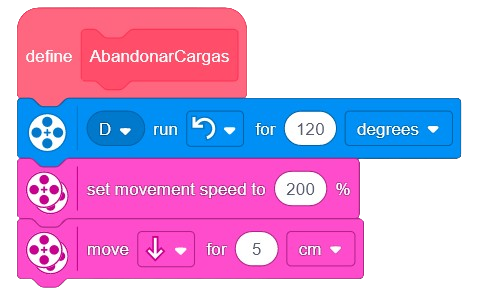 define AbandonarCargas
D run for 120 degrees
set movement speed to 200 %
move for 5 cm